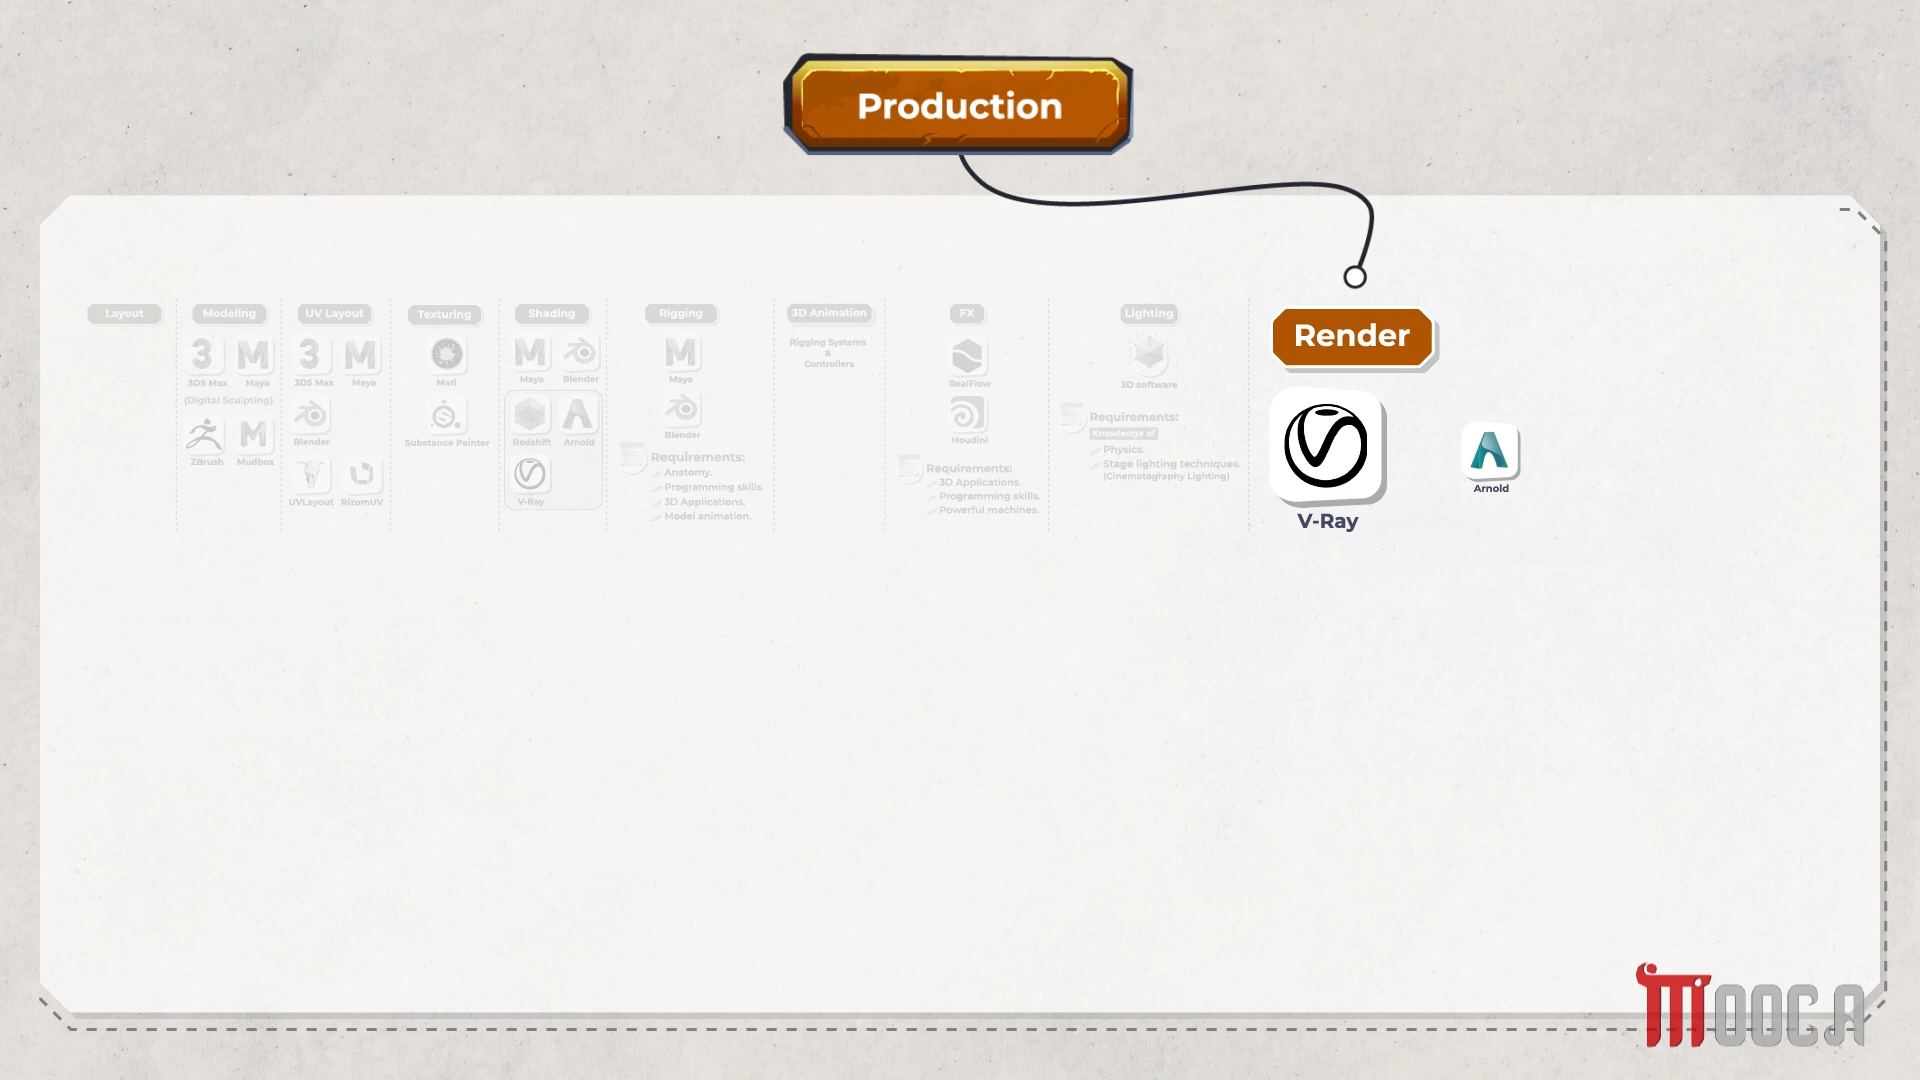 Production
Layout
Modeling
3DS Max
Maya
(Digital Sculpting)
ZBrush
Mudbox
UV Layout
3DS Max
Maya
Blender
UVLayout
RizomUV
Texturing
Mari
Substance Painter
Shading
Maya
Blender
Redshift
Arnold
V-Ray
Rigging
Maya
Blender
Requirements:
Anatomy.
Programming skills.
3D Applications.
Model animation.
3D Animation
Rigging Systems
&
Controllers
FX
RealFlow
Houdini
Requirements:
3D Applications.
Programming skills.
Powerful machines.
Lighting
3D software
Requirements:
Knowledge of
Physics.
Stage lighting techniques.
(Cinematography Lighting)
Render
V-Ray
Arnold
MOOCA